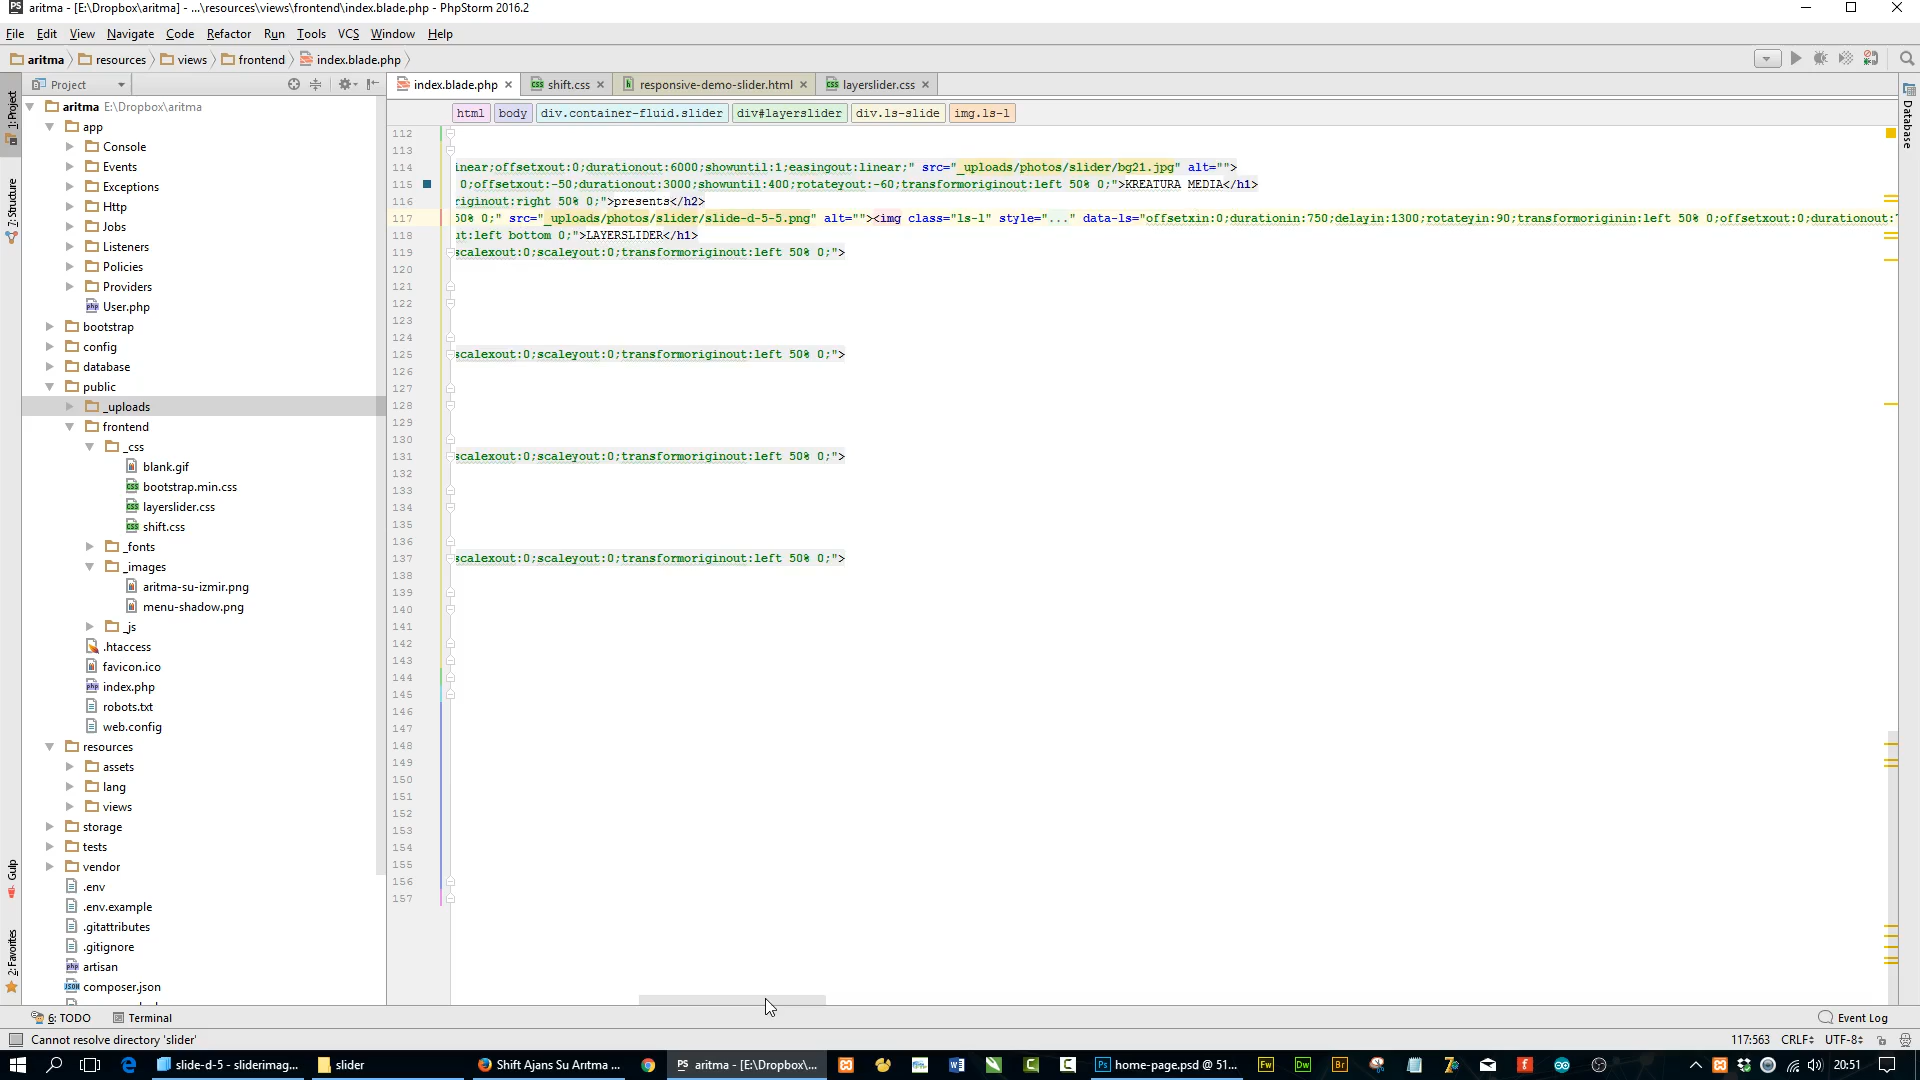 aritma - [E:\Dropbox\aritma] - ...\resources\views\frontend\index.blade.php - PhpStorm 2016.2
File Edit View Navigate Code Refactor Run Tools VCS Window Help
aritma resources views frontend index.blade.php
Project
index.blade.php shift.css responsive-demo-slider.html layerslider.css
html body div.container-fluid.slider div#layerslider div.ls-slide img.ls-l
1: Project
7: Structure
Gulp
2: Favorites
Database
aritma E:\Dropbox\aritma
app
Console
Events
Exceptions
Http
Jobs
Listeners
Policies
Providers
User.php
bootstrap
config
database
public
_uploads
frontend
_css
blank.gif
bootstrap.min.css
layerslider.css
shift.css
_fonts
_images
aritma-su-izmir.png
menu-shadow.png
_js
.htaccess
favicon.ico
index.php
robots.txt
web.config
resources
assets
lang
views
storage
tests
vendor
.env
.env.example
.gitattributes
.gitignore
artisan
composer.json
112
113
114 inear;offsetxout:0;durationout:6000;showuntil:1;easingout:linear;" src="_uploads/photos/slider/bg21.jpg" alt="">
115 0;offsetxout:-50;durationout:3000;showuntil:400;rotateyout:-60;transformoriginout:left 50% 0;">KREATURA MEDIA</h1>
116 riginout:right 50% 0;">presents</h2>
117 50% 0;" src="_uploads/photos/slider/slide-d-5-5.png" alt=""><img class="ls-l" style="..." data-ls="offsetxin:0;durationin:750;delayin:1300;rotateyin:90;transformoriginin:left 50% 0;offsetxout:0;durationout:
118 ut:left bottom 0;">LAYERSLIDER</h1>
119 scalexout:0;scaleyout:0;transformoriginout:left 50% 0;">
120
121
122
123
124
125 scalexout:0;scaleyout:0;transformoriginout:left 50% 0;">
126
127
128
129
130
131 scalexout:0;scaleyout:0;transformoriginout:left 50% 0;">
132
133
134
135
136
137 scalexout:0;scaleyout:0;transformoriginout:left 50% 0;">
138
139
140
141
142
143
144
145
146
147
148
149
150
151
152
153
154
155
156
157
6: TODO Terminal Event Log
Cannot resolve directory 'slider' 117:563 CRLF UTF-8
slide-d-5 - sliderimag... slider Shift Ajans Su Aritma ... aritma - [E:\Dropbox\... home-page.psd @ 51... 20:51